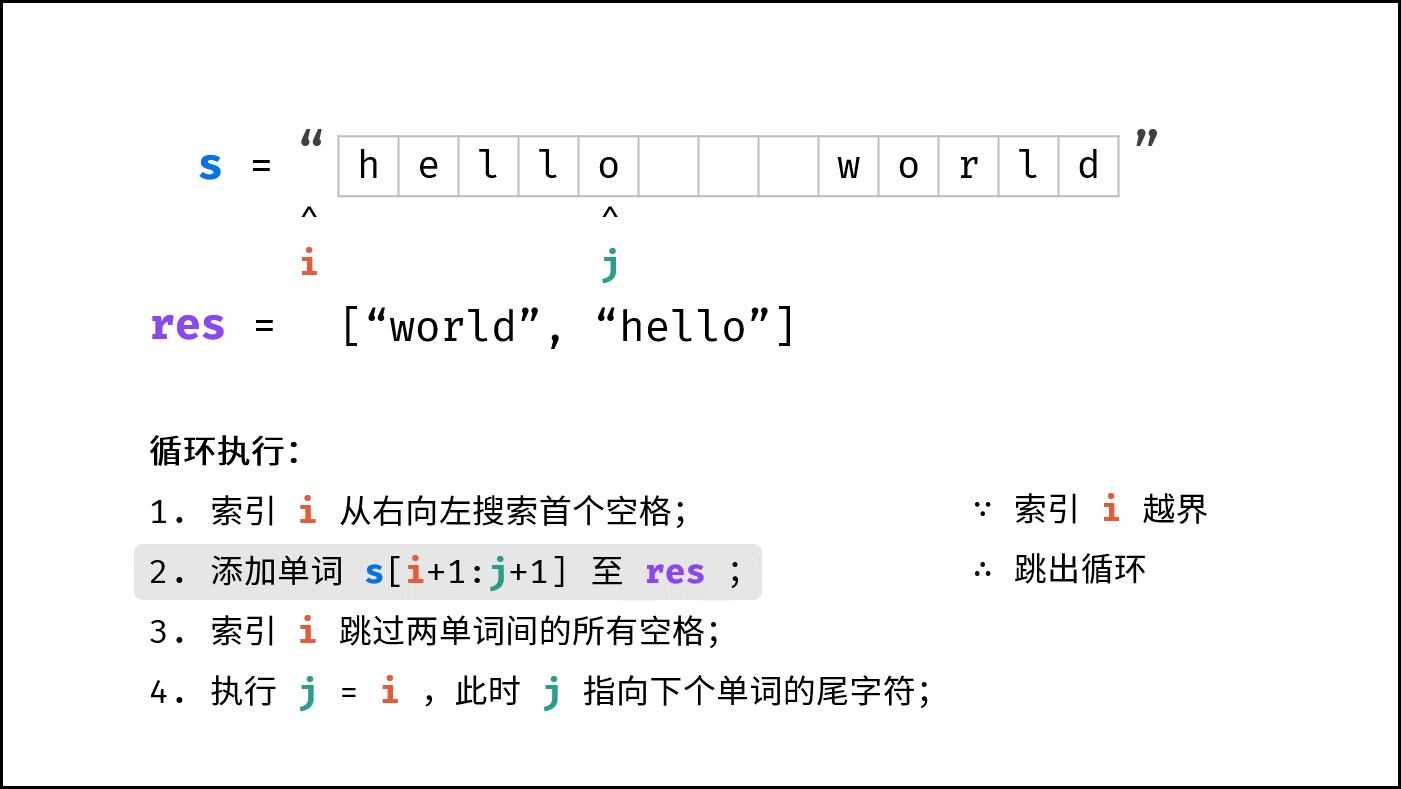 s = “ h e l l o w o r l d ”
^ ^
i j
res = [“world”, “hello”]
循环执行：
1. 索引 i 从右向左搜索首个空格； ∵ 索引 i 越界
2. 添加单词 s[i+1:j+1] 至 res ； ∴ 跳出循环
3. 索引 i 跳过两单词间的所有空格；
4. 执行 j = i ，此时 j 指向下个单词的尾字符；